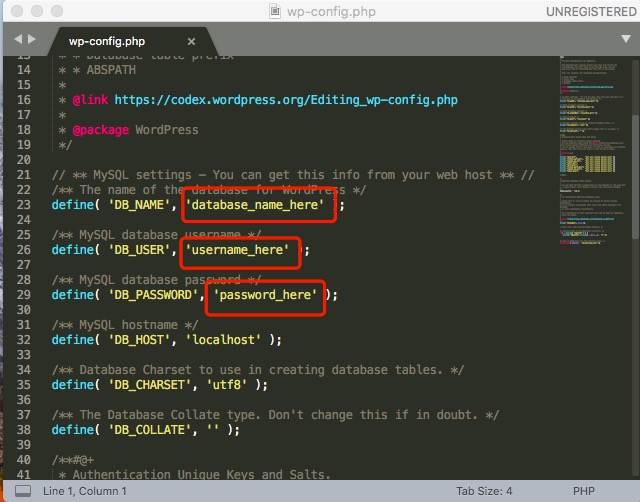 wp-config.php
UNREGISTERED
wp-config.php
13 * * Database table prefix
14 * * ABSPATH
15 *
16 * @link https://codex.wordpress.org/Editing_wp-config.php
17 *
18 * @package WordPress
19 */
20
21 // ** MySQL settings - You can get this info from your web host ** //
22 /** The name of the database for WordPress */
23 define( 'DB_NAME', 'database_name_here' );
24
25 /** MySQL database username */
26 define( 'DB_USER', 'username_here' );
27
28 /** MySQL database password */
29 define( 'DB_PASSWORD', 'password_here' );
30
31 /** MySQL hostname */
32 define( 'DB_HOST', 'localhost' );
33
34 /** Database Charset to use in creating database tables. */
35 define( 'DB_CHARSET', 'utf8' );
36
37 /** The Database Collate type. Don't change this if in doubt. */
38 define( 'DB_COLLATE', '' );
39
40 /**#@+
41 * Authentication Unique Keys and Salts.
Line 1, Column 1
Tab Size: 4
PHP